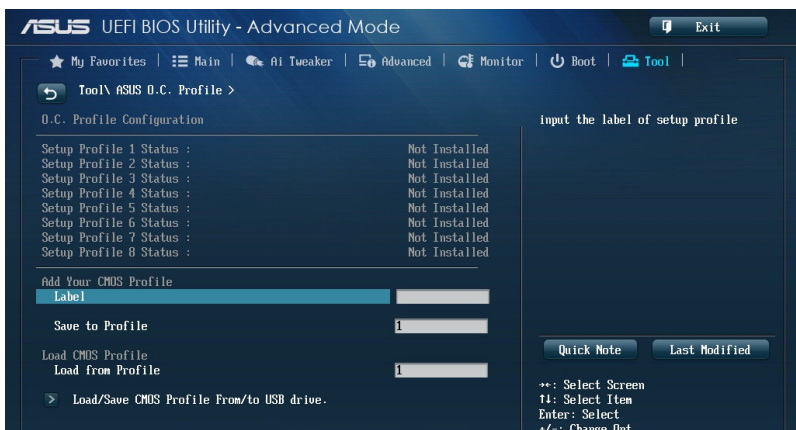 ASUS UEFI BIOS Utility - Advanced Mode
Exit
My Favorites | Main | Ai Tweaker | Advanced | Monitor | Boot | Tool |
Tool\ ASUS O.C. Profile >
O.C. Profile Configuration
input the label of setup profile
Setup Profile 1 Status : Not Installed
Setup Profile 2 Status : Not Installed
Setup Profile 3 Status : Not Installed
Setup Profile 4 Status : Not Installed
Setup Profile 5 Status : Not Installed
Setup Profile 6 Status : Not Installed
Setup Profile 7 Status : Not Installed
Setup Profile 8 Status : Not Installed
Add Your CMOS Profile
Label
Save to Profile 1
Load CMOS Profile
Load from Profile 1
> Load/Save CMOS Profile From/to USB drive.
Quick Note
Last Modified
→←: Select Screen
↑↓: Select Item
Enter: Select
+/-: Change Opt